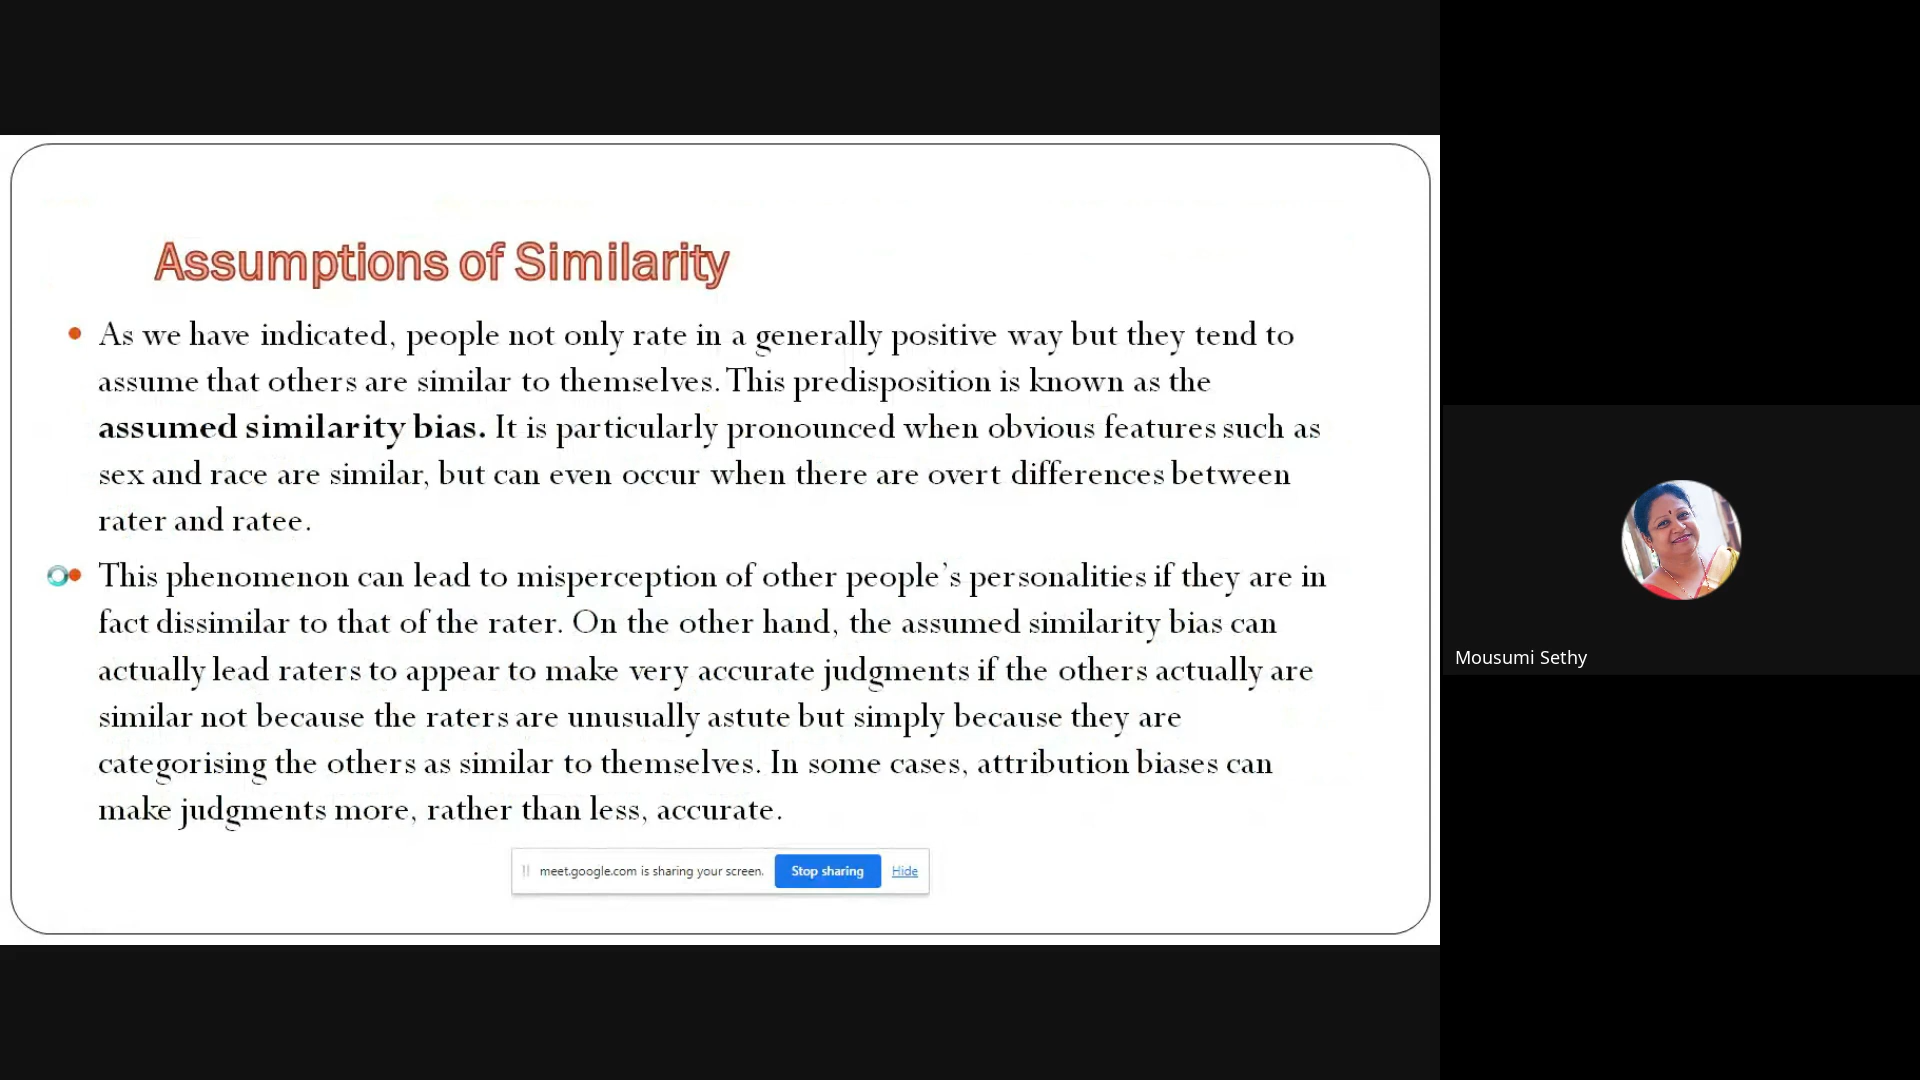 Assumptions of Similarity
As we have indicated, people not only rate in a generally positive way but they tend to
assume that others are similar to themselves. This predisposition is known as the
assumed similarity bias. It is particularly pronounced when obvious features such as
sex and race are similar, but can even occur when there are overt differences between
rater and ratee.
This phenomenon can lead to misperception of other people's personalities if they are in
fact dissimilar to that of the rater. On the other hand, the assumed similarity bias can
actually lead raters to appear to make very accurate judgments if the others actually are
similar not because the raters are unusually astute but simply because they are
categorising the others as similar to themselves. In some cases, attribution biases can
make judgments more, rather than less, accurate.
meet.google.com is sharing your screen. Stop sharing Hide
Mousumi Sethy